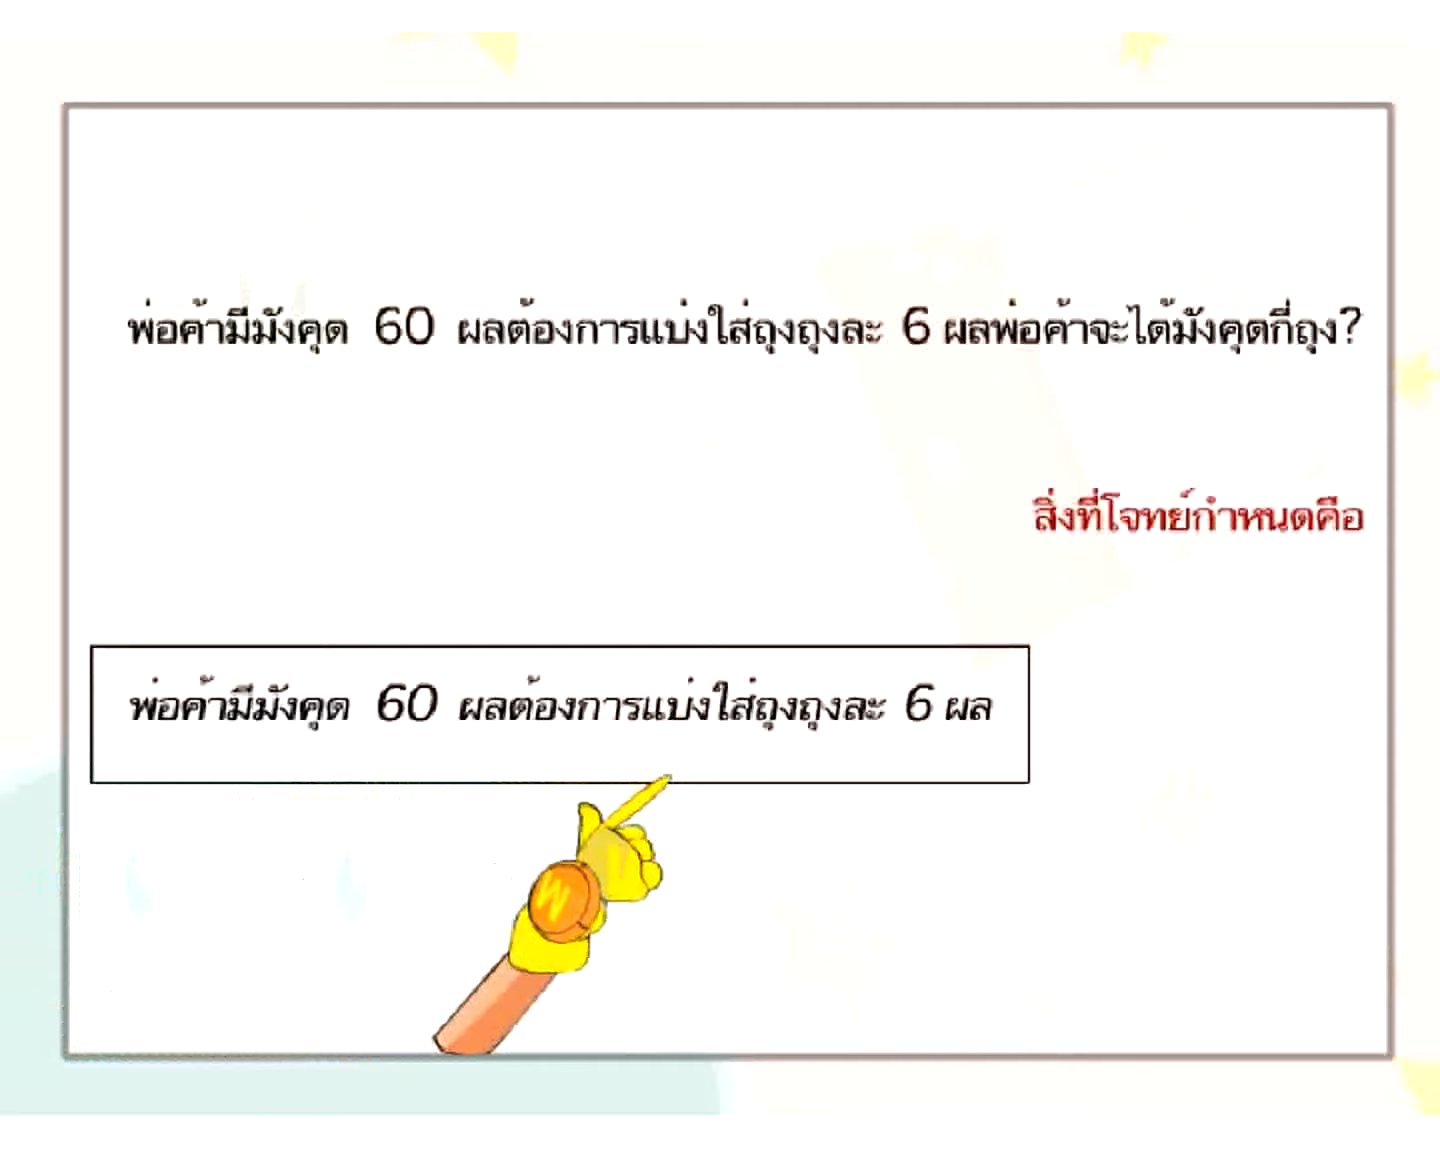 พ่อค้ามีมังคุด 60 ผลต้องการแบ่งใส่ถุงถุงละ 6 ผลพ่อค้าจะได้มังคุดกี่ถุง?
สิ่งที่โจทย์กำหนดคือ
พ่อค้ามีมังคุด 60 ผลต้องการแบ่งใส่ถุงถุงละ 6 ผล